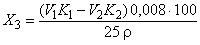 X₃ = (V₁K₁ − V₂K₂) 0,008 · 100
25 ρ